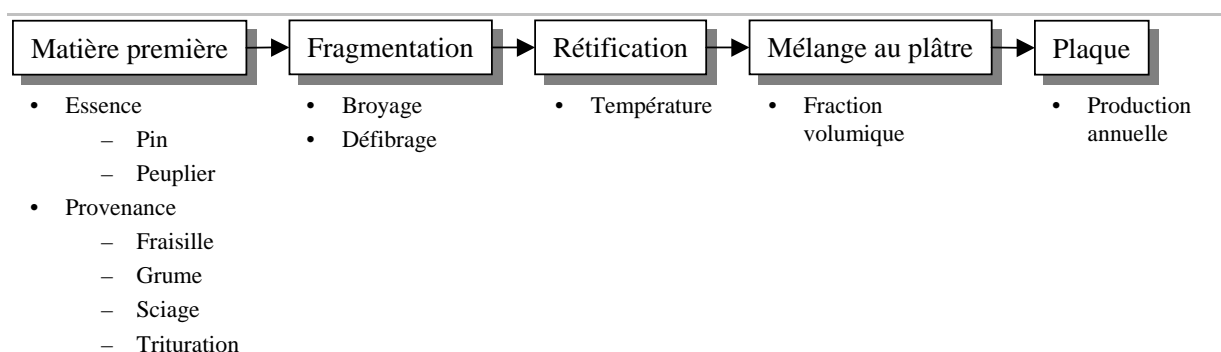 Matière première
Fragmentation
Rétification
Mélange au plâtre
Plaque
• Essence
– Pin
– Peuplier
• Provenance
– Fraisille
– Grume
– Sciage
– Trituration
• Broyage
• Défibrage
• Température
• Fraction
volumique
• Production
annuelle